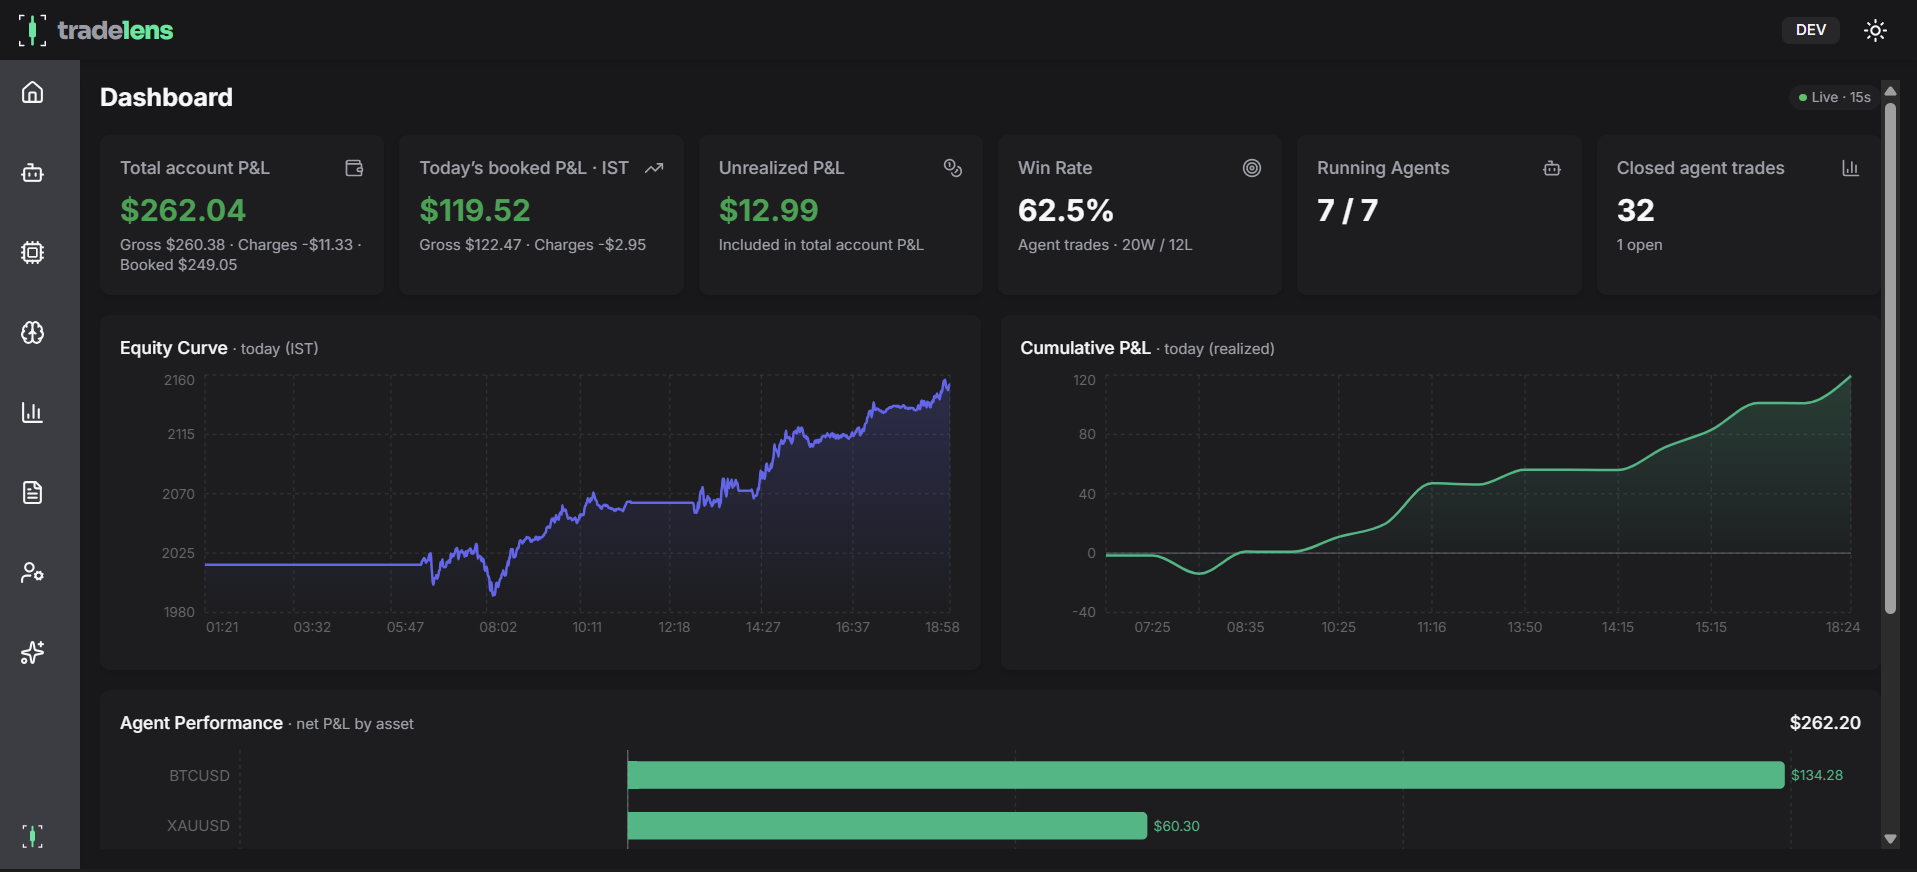 tradelens
DEV
Dashboard
Live · 15s
Total account P&L
$262.04
Gross $260.38 · Charges -$11.33 ·
Booked $249.05
Today’s booked P&L · IST
$119.52
Gross $122.47 · Charges -$2.95
Unrealized P&L
$12.99
Included in total account P&L
Win Rate
62.5%
Agent trades · 20W / 12L
Running Agents
7 / 7
Closed agent trades
32
1 open
Equity Curve · today (IST)
2160
2115
2070
2025
1980
01:21 03:32 05:47 08:02 10:11 12:18 14:27 16:37 18:58
Cumulative P&L · today (realized)
120
80
40
0
-40
07:25 08:35 10:25 11:16 13:50 14:15 15:15 18:24
Agent Performance · net P&L by asset
$262.20
BTCUSD $134.28
XAUUSD $60.30